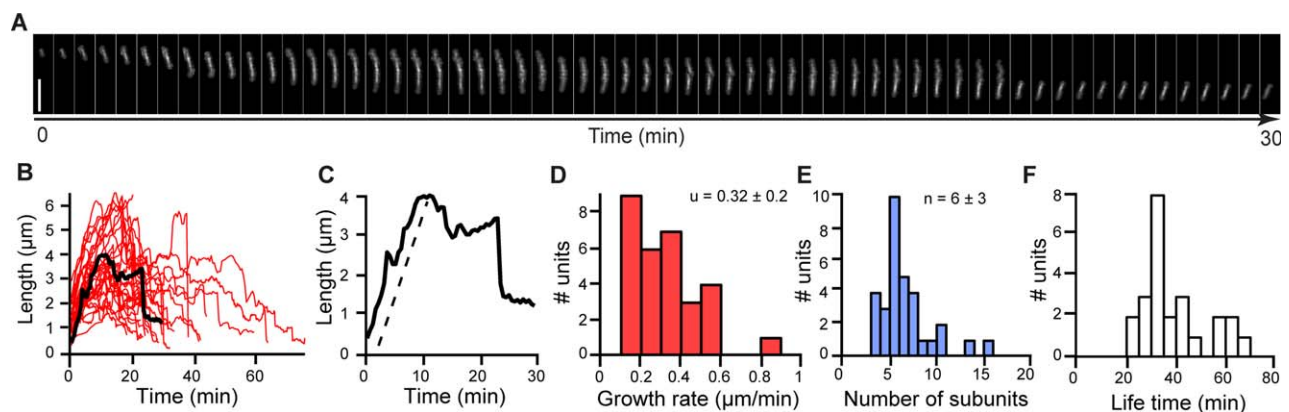 A
0 Time (min) 30
B C D E F
Length (µm)
6
5
4
3
2
1
0
0 20 40 60
Time (min)
Length (µm)
4
3
2
1
0
0 10 20 30
Time (min)
# units
8
6
4
2
0
u = 0.32 ± 0.2
0 0.2 0.4 0.6 0.8 1
Growth rate (µm/min)
# units
10
8
6
4
2
0
n = 6 ± 3
0 5 10 15 20
Number of subunits
# units
8
6
4
2
0
0 20 40 60 80
Life time (min)